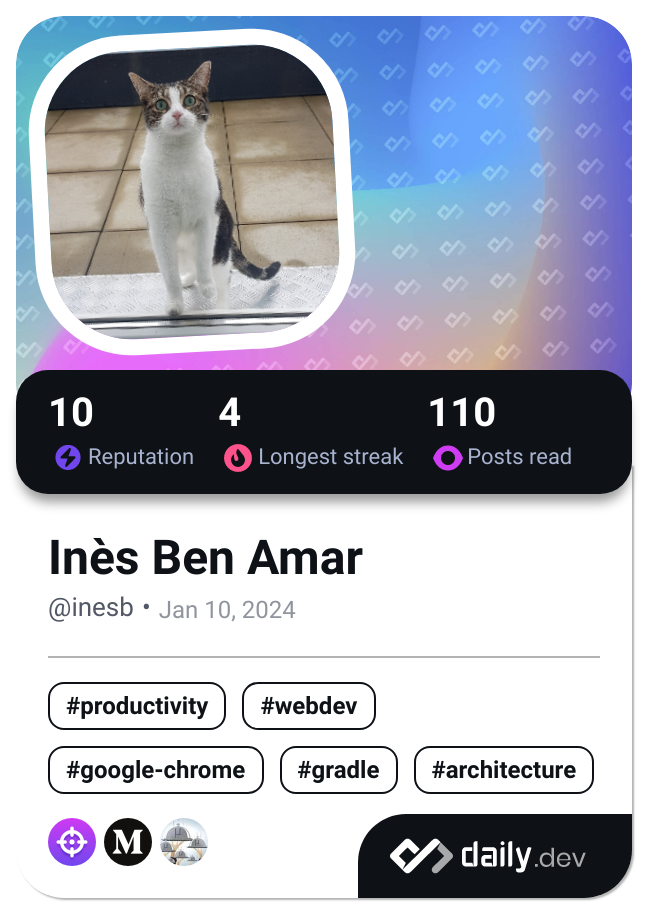 10 4 110
Reputation Longest streak Posts read
Inès Ben Amar
@inesb • Jan 10, 2024
#productivity #webdev
#google-chrome #gradle #architecture
M
daily.dev